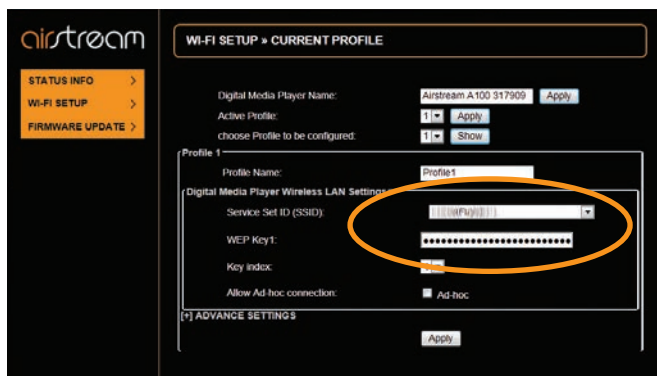 airstream
WI-FI SETUP » CURRENT PROFILE
STATUS INFO >
WI-FI SETUP >
FIRMWARE UPDATE >
Digital Media Player Name: Airstream A100 317909 Apply
Active Profile: 1 Apply
choose Profile to be configured: 1 Show
Profile 1
Profile Name: Profile1
Digital Media Player Wireless LAN Settings
Service Set ID (SSID):
WEP Key1: ••••••••••••••••••••••••••
Key index:
Allow Ad-hoc connection: Ad-hoc
[+] ADVANCE SETTINGS
Apply